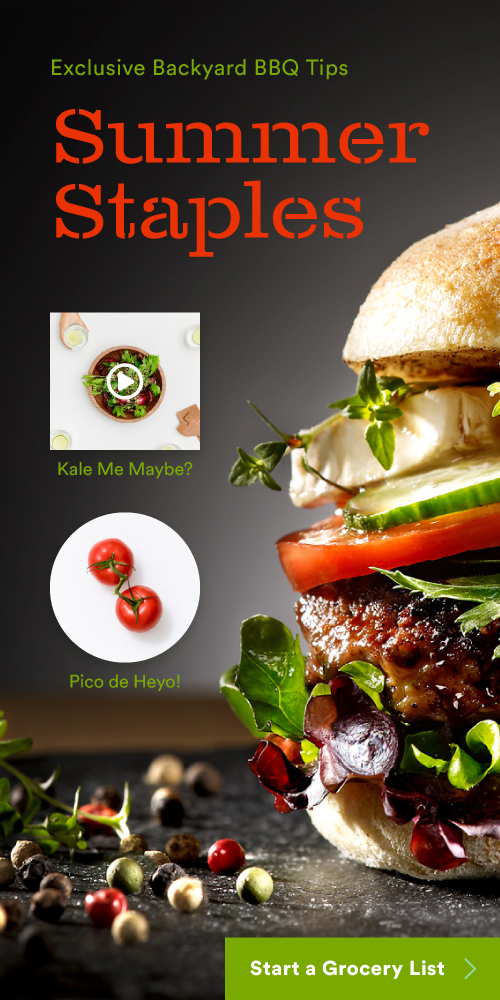 Exclusive Backyard BBQ Tips
Summer
Staples
Kale Me Maybe?
Pico de Heyo!
Start a Grocery List